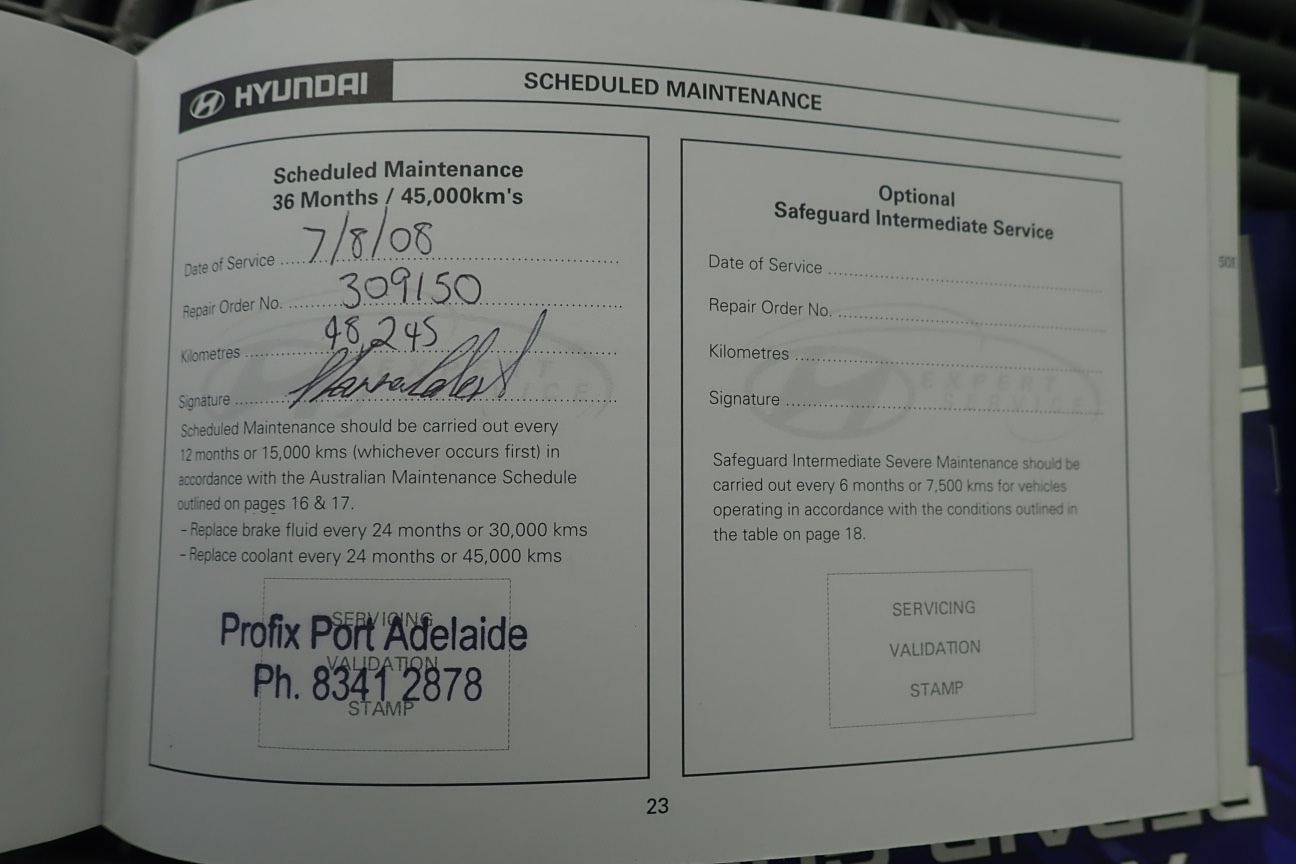 HYUNDAI
SCHEDULED MAINTENANCE
Scheduled Maintenance
36 Months / 45,000km's
Date of Service 7/8/08
Repair Order No. 309150
Kilometres 48,245
Signature
Scheduled Maintenance should be carried out every
12 months or 15,000 kms (whichever occurs first) in
accordance with the Australian Maintenance Schedule
outlined on pages 16 & 17.
– Replace brake fluid every 24 months or 30,000 kms
– Replace coolant every 24 months or 45,000 kms
SERVICING
Profix Port Adelaide
VALIDATION
Ph. 8341 2878
STAMP
Optional
Safeguard Intermediate Service
Date of Service
Repair Order No.
Kilometres
EXPERT
Signature
SERVICE
Safeguard Intermediate Severe Maintenance should be
carried out every 6 months or 7,500 kms for vehicles
operating in accordance with the conditions outlined in
the table on page 18.
SERVICING
VALIDATION
STAMP
23